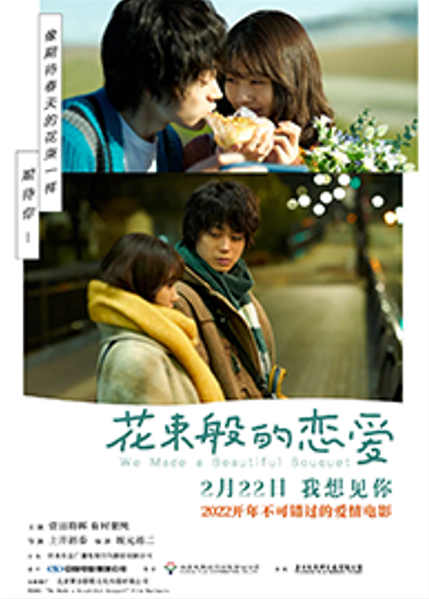 像期待春天的花束一样
期待你—
花束般的恋爱
We Made a Beautiful Bouquet
2月22日 我想见你
2022开年不可错过的爱情电影
主演 菅田将晖 有村架纯
导演 土井裕泰 编剧 坂元裕二